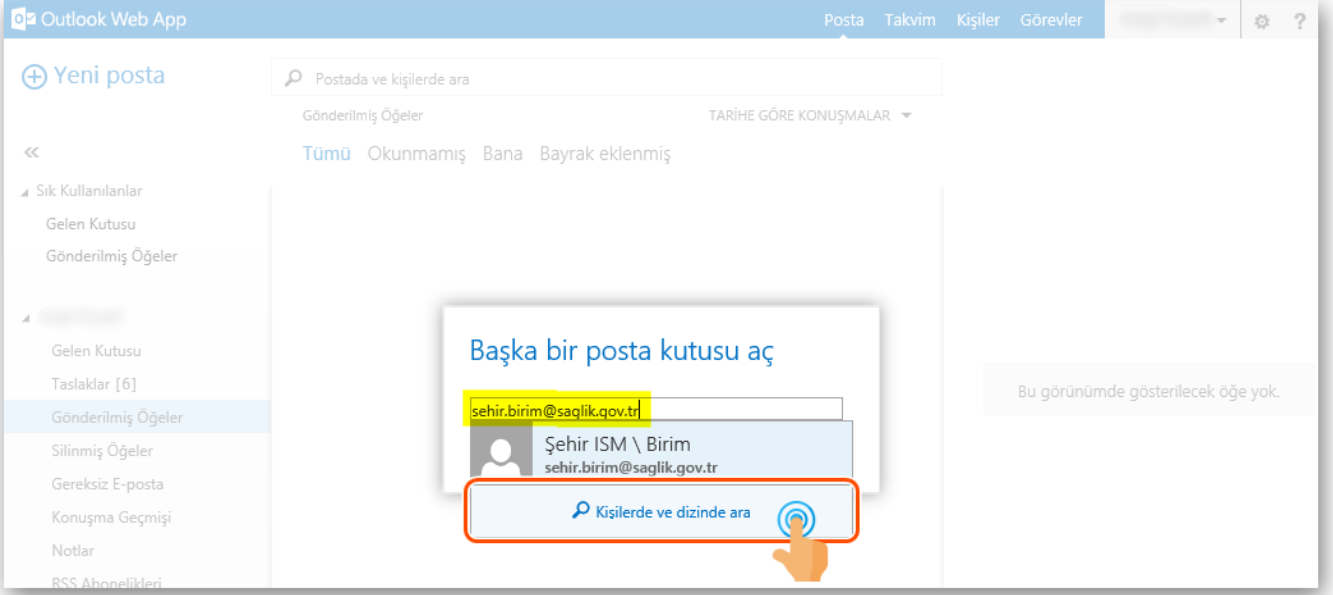 Outlook Web App
Posta Takvim Kişiler Görevler
?
Yeni posta
Postada ve kişilerde ara
Gönderilmiş Öğeler
TARİHE GÖRE KONUŞMALAR
Tümü Okunmamış Bana Bayrak eklenmiş
Sık Kullanılanlar
Gelen Kutusu
Gönderilmiş Öğeler
Gelen Kutusu
Taslaklar [6]
Gönderilmiş Öğeler
Silinmiş Öğeler
Gereksiz E-posta
Konuşma Geçmişi
Notlar
RSS Abonelikleri
Başka bir posta kutusu aç
sehir.birim@saglik.gov.tr
Şehir ISM \ Birim
sehir.birim@saglik.gov.tr
Kişilerde ve dizinde ara
Bu görünümde gösterilecek öğe yok.